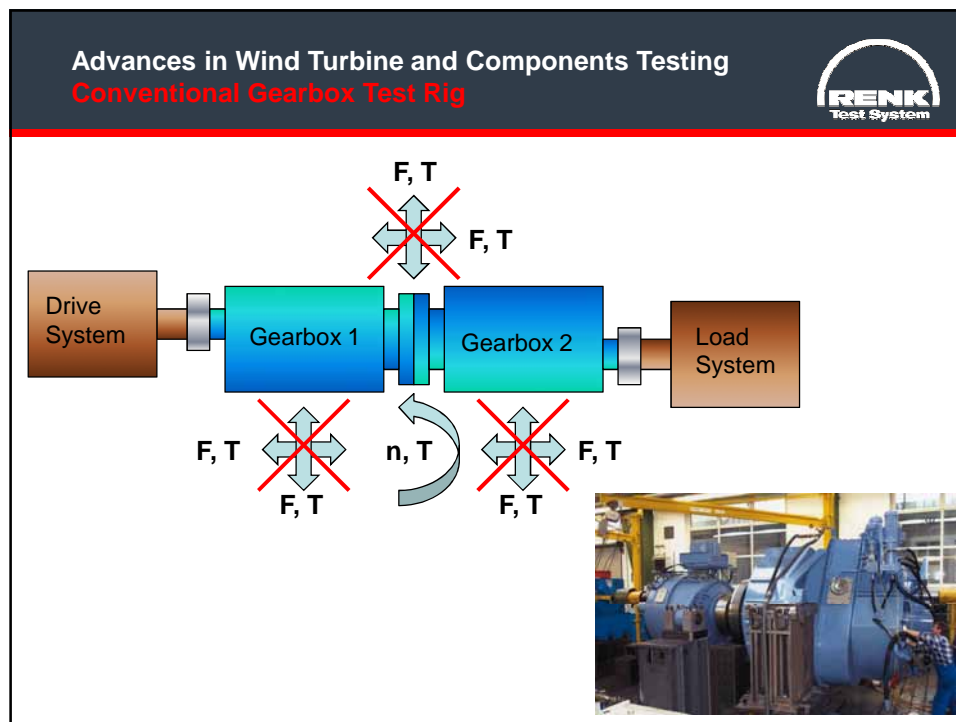 Advances in Wind Turbine and Components Testing
Conventional Gearbox Test Rig
RENK
Test System
F, T
F, T
Drive
System
Gearbox 1
Gearbox 2
Load
System
F, T
n, T
F, T
F, T
F, T